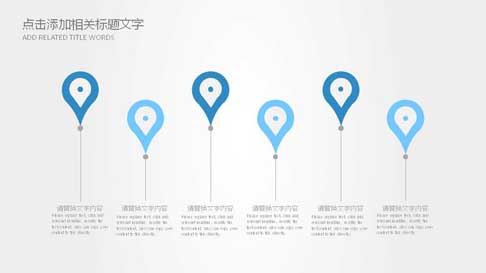 点击添加相关标题文字
ADD RELATED TITLE WORDS
请替换文字内容
Please replace text, click add
relevant headline, modify the
text content, also can copy your
content to this directly.
请替换文字内容
Please replace text, click add
relevant headline, modify the
text content, also can copy your
content to this directly.
请替换文字内容
Please replace text, click add
relevant headline, modify the
text content, also can copy your
content to this directly.
请替换文字内容
Please replace text, click add
relevant headline, modify the
text content, also can copy your
content to this directly.
请替换文字内容
Please replace text, click add
relevant headline, modify the
text content, also can copy your
content to this directly.
请替换文字内容
Please replace text, click add
relevant headline, modify the
text content, also can copy your
content to this directly.